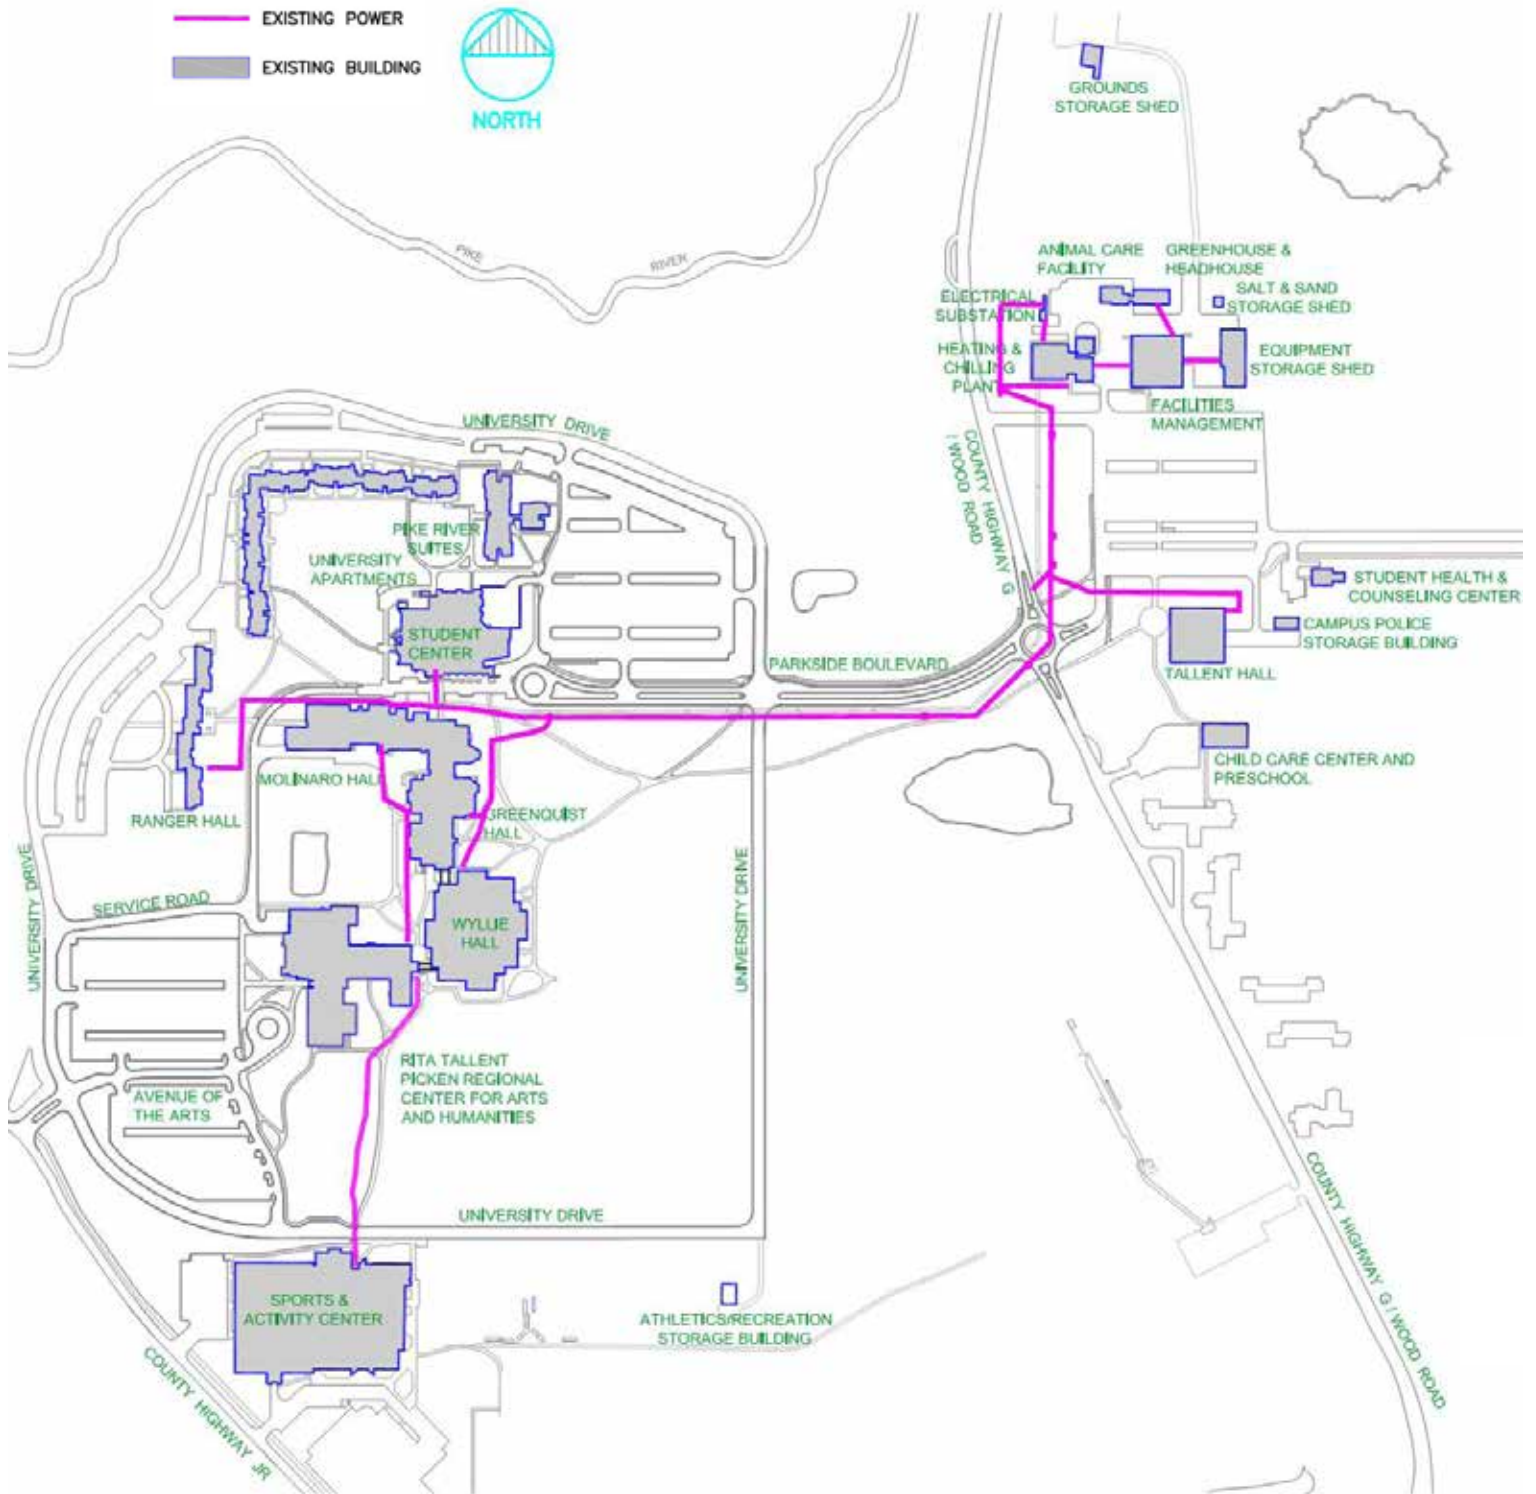 EXISTING POWER
EXISTING BUILDING
NORTH
GROUNDS
STORAGE SHED
PIKE
RIVER
ANIMAL CARE
FACILITY
GREENHOUSE &
HEADHOUSE
ELECTRICAL
SUBSTATION
SALT & SAND
STORAGE SHED
HEATING &
CHILLING
PLANT
EQUIPMENT
STORAGE SHED
FACILITIES
MANAGEMENT
UNIVERSITY DRIVE
COUNTY HIGHWAY G
/ WOOD ROAD
PIKE RIVER
SUITES
UNIVERSITY
APARTMENTS
STUDENT HEALTH &
COUNSELING CENTER
STUDENT
CENTER
CAMPUS POLICE
STORAGE BUILDING
PARKSIDE BOULEVARD
TALLENT HALL
MOLINARO HALL
CHILD CARE CENTER AND
PRESCHOOL
RANGER HALL
GREENQUIST
HALL
UNIVERSITY DRIVE
SERVICE ROAD
UNIVERSITY DRIVE
WYLLIE
HALL
RITA TALLENT
PICKEN REGIONAL
CENTER FOR ARTS
AND HUMANITIES
AVENUE OF
THE ARTS
UNIVERSITY DRIVE
COUNTY HIGHWAY G / WOOD ROAD
SPORTS &
ACTIVITY CENTER
ATHLETICS/RECREATION
STORAGE BUILDING
COUNTY HIGHWAY JR